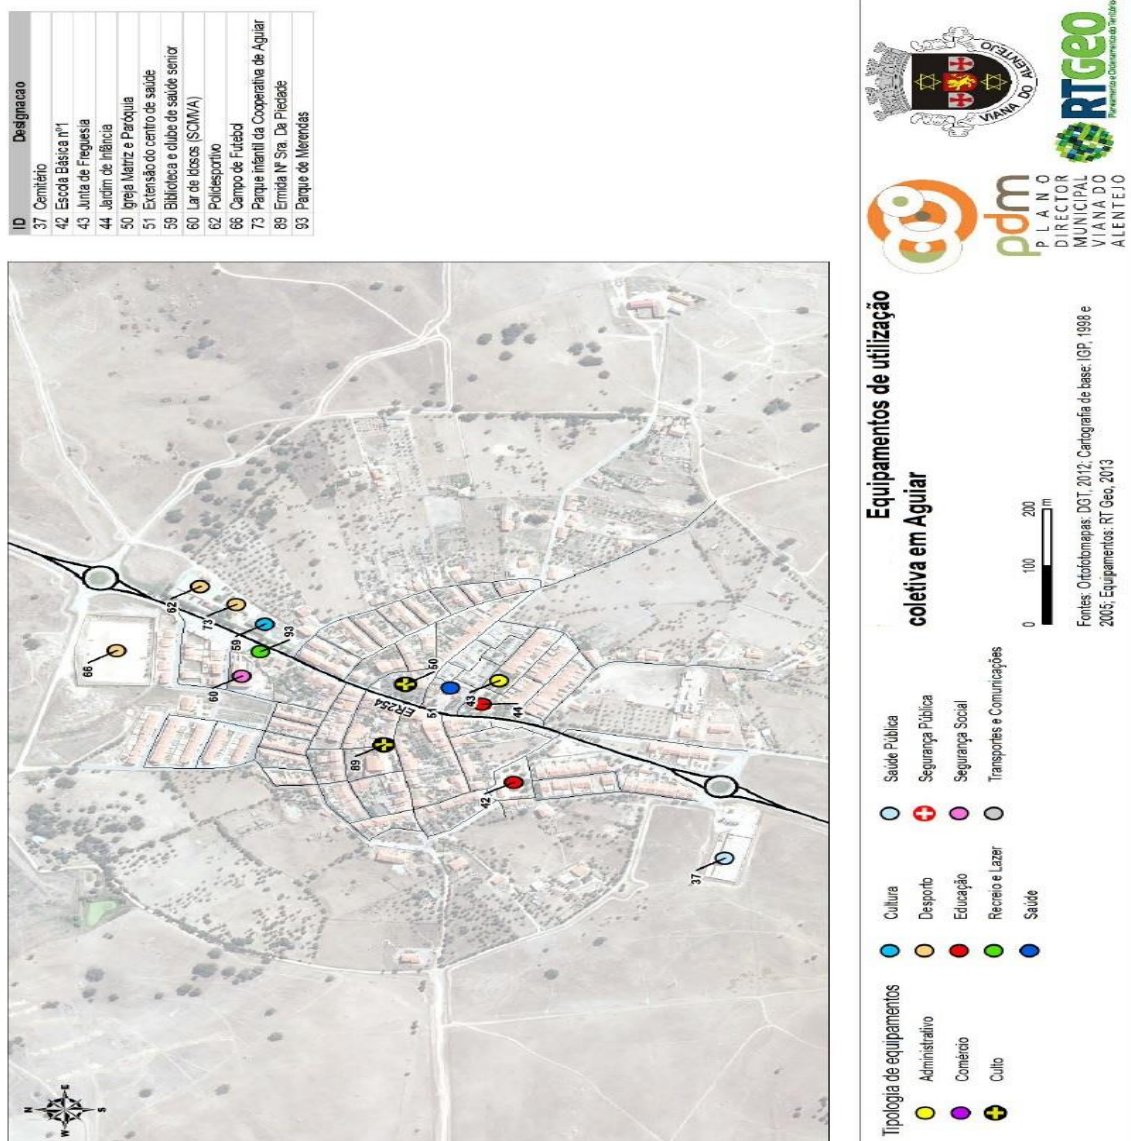 ID Designacao
37 Cemitério
42 Escola Básica nº1
43 Junta de Freguesia
44 Jardim de Infância
50 Igreja Matriz e Paróquia
51 Extensão do centro de saúde
59 Biblioteca e clube de saúde senior
60 Lar de Idosos (SCMVA)
62 Polidesportivo
66 Campo de Futebol
73 Parque infantil da Cooperativa de Aguiar
89 Ermida Nª Sra. Da Piedade
93 Parque de Merendas
N
W E
S
66
62
73
59
93
60
50
ER254
89
51
43
44
42
37
Equipamentos de utilização
coletiva em Aguiar
0 100 200
m
Fontes: Ortofotomapas: DGT, 2012; Cartografia de base: IGP, 1998 e
2005; Equipamentos: RT Geo, 2013
Tipologia de equipamentos
Administrativo
Comércio
Culto
Cultura
Desporto
Educação
Recreio e Lazer
Saúde
Saúde Pública
Segurança Pública
Segurança Social
Transportes e Comunicações
pdm
PLANO
DIRECTOR
MUNICIPAL
VIANA DO
ALENTEJO
VIANA DO ALENTEJO
RTGEO
Planeamento e Ordenamento do Território